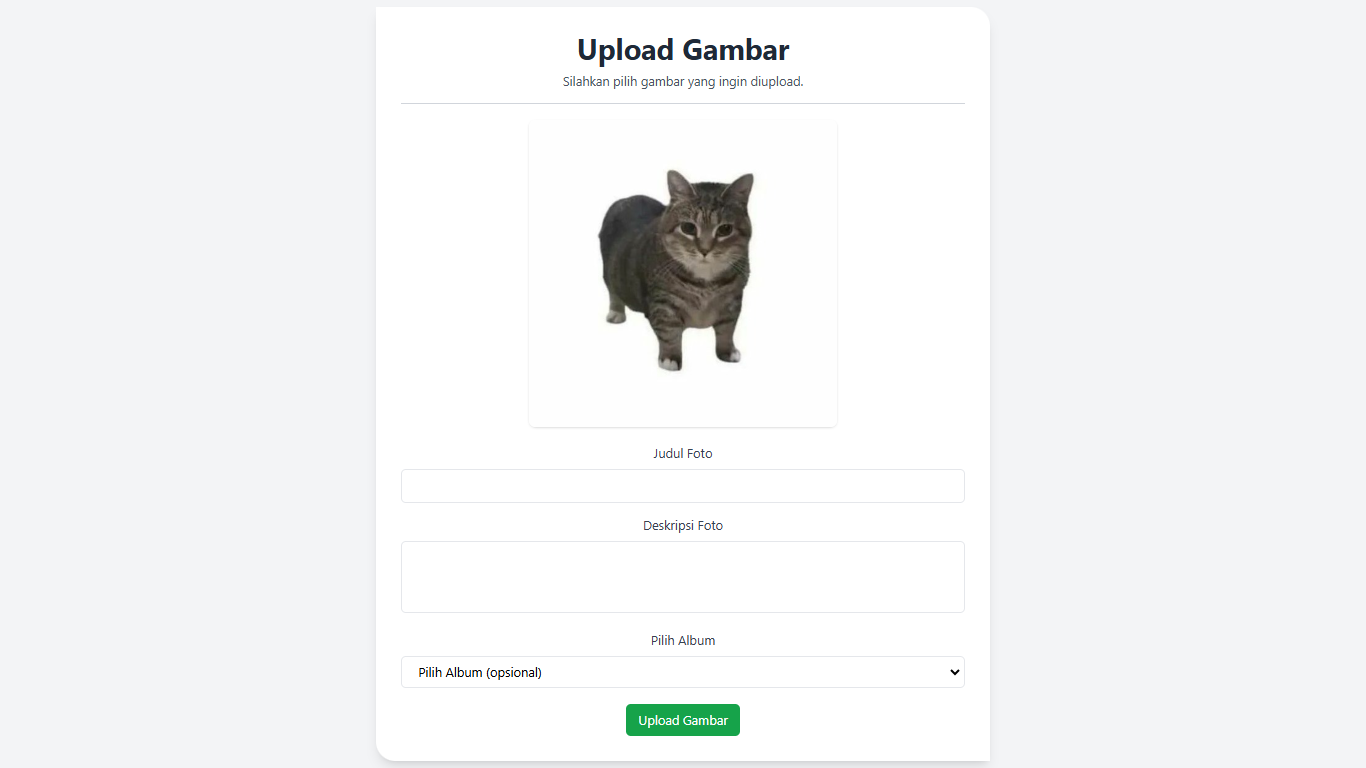 Upload Gambar
Silahkan pilih gambar yang ingin diupload.
Judul Foto
Deskripsi Foto
Pilih Album
Pilih Album (opsional)
Upload Gambar